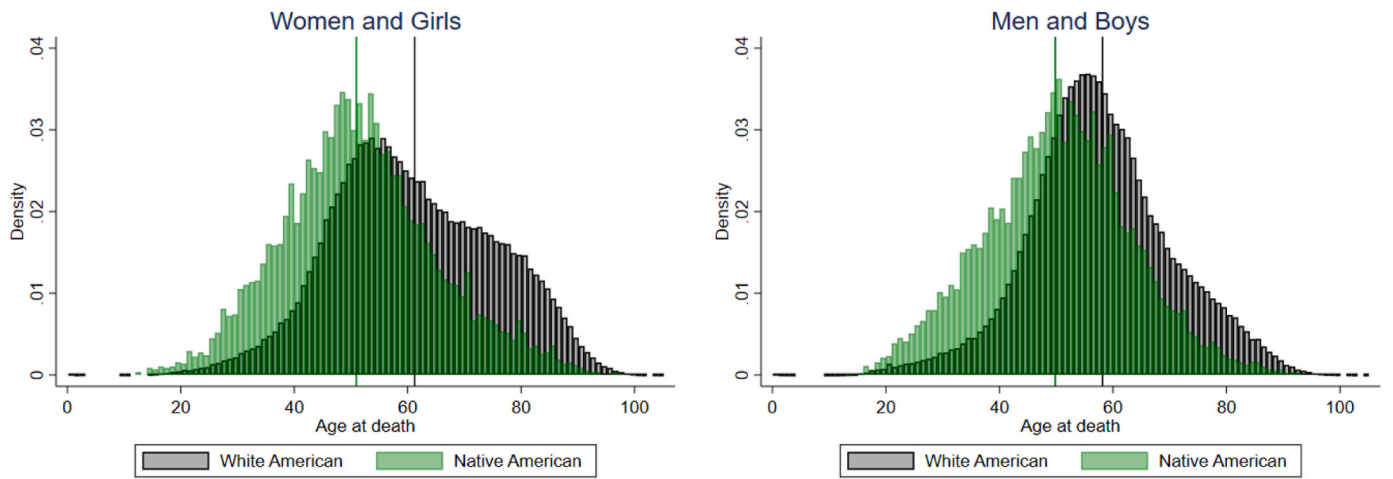 Women and Girls
Density
.04
.03
.02
.01
0
0 20 40 60 80 100
Age at death
White American Native American
Men and Boys
Density
.04
.03
.02
.01
0
0 20 40 60 80 100
Age at death
White American Native American